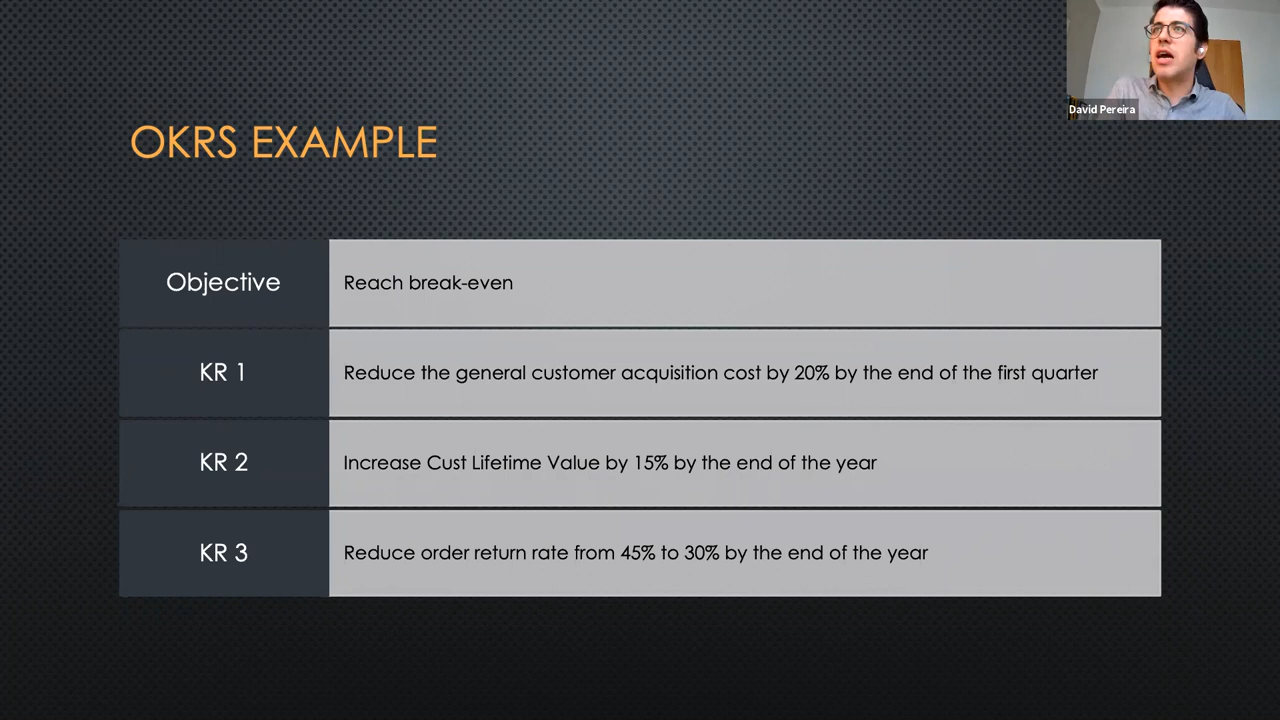 David Pereira
OKRS EXAMPLE
Objective
Reach break-even
KR 1
Reduce the general customer acquisition cost by 20% by the end of the first quarter
KR 2
Increase Cust Lifetime Value by 15% by the end of the year
KR 3
Reduce order return rate from 45% to 30% by the end of the year